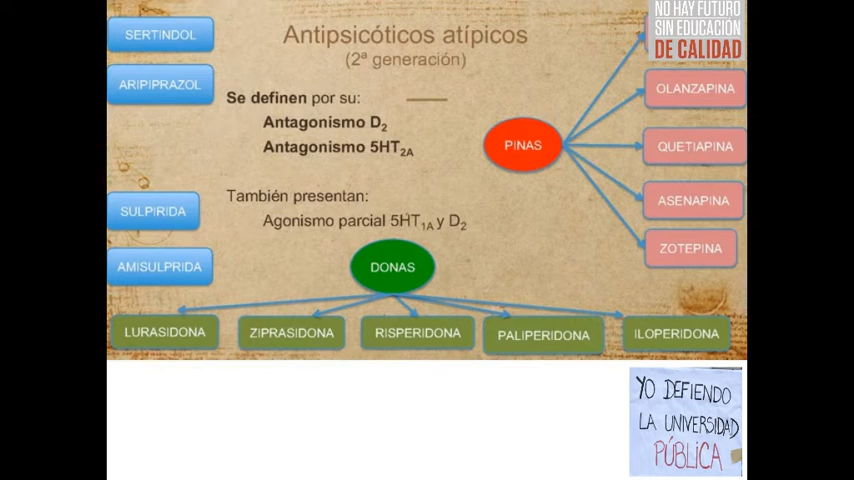 SERTINDOL
ARIPIPRAZOL
SULPIRIDA
AMISULPRIDA
Antipsicóticos atípicos
(2ª generación)
Se definen por su:
Antagonismo D2
Antagonismo 5HT2A
También presentan:
Agonismo parcial 5HT1A y D2
PINAS
OLANZAPINA
QUETIAPINA
ASENAPINA
ZOTEPINA
DONAS
LURASIDONA
ZIPRASIDONA
RISPERIDONA
PALIPERIDONA
ILOPERIDONA
NO HAY FUTURO
SIN EDUCACIÓN
DE CALIDAD
YO DEFIENDO
LA UNIVERSIDAD
PÚBLICA